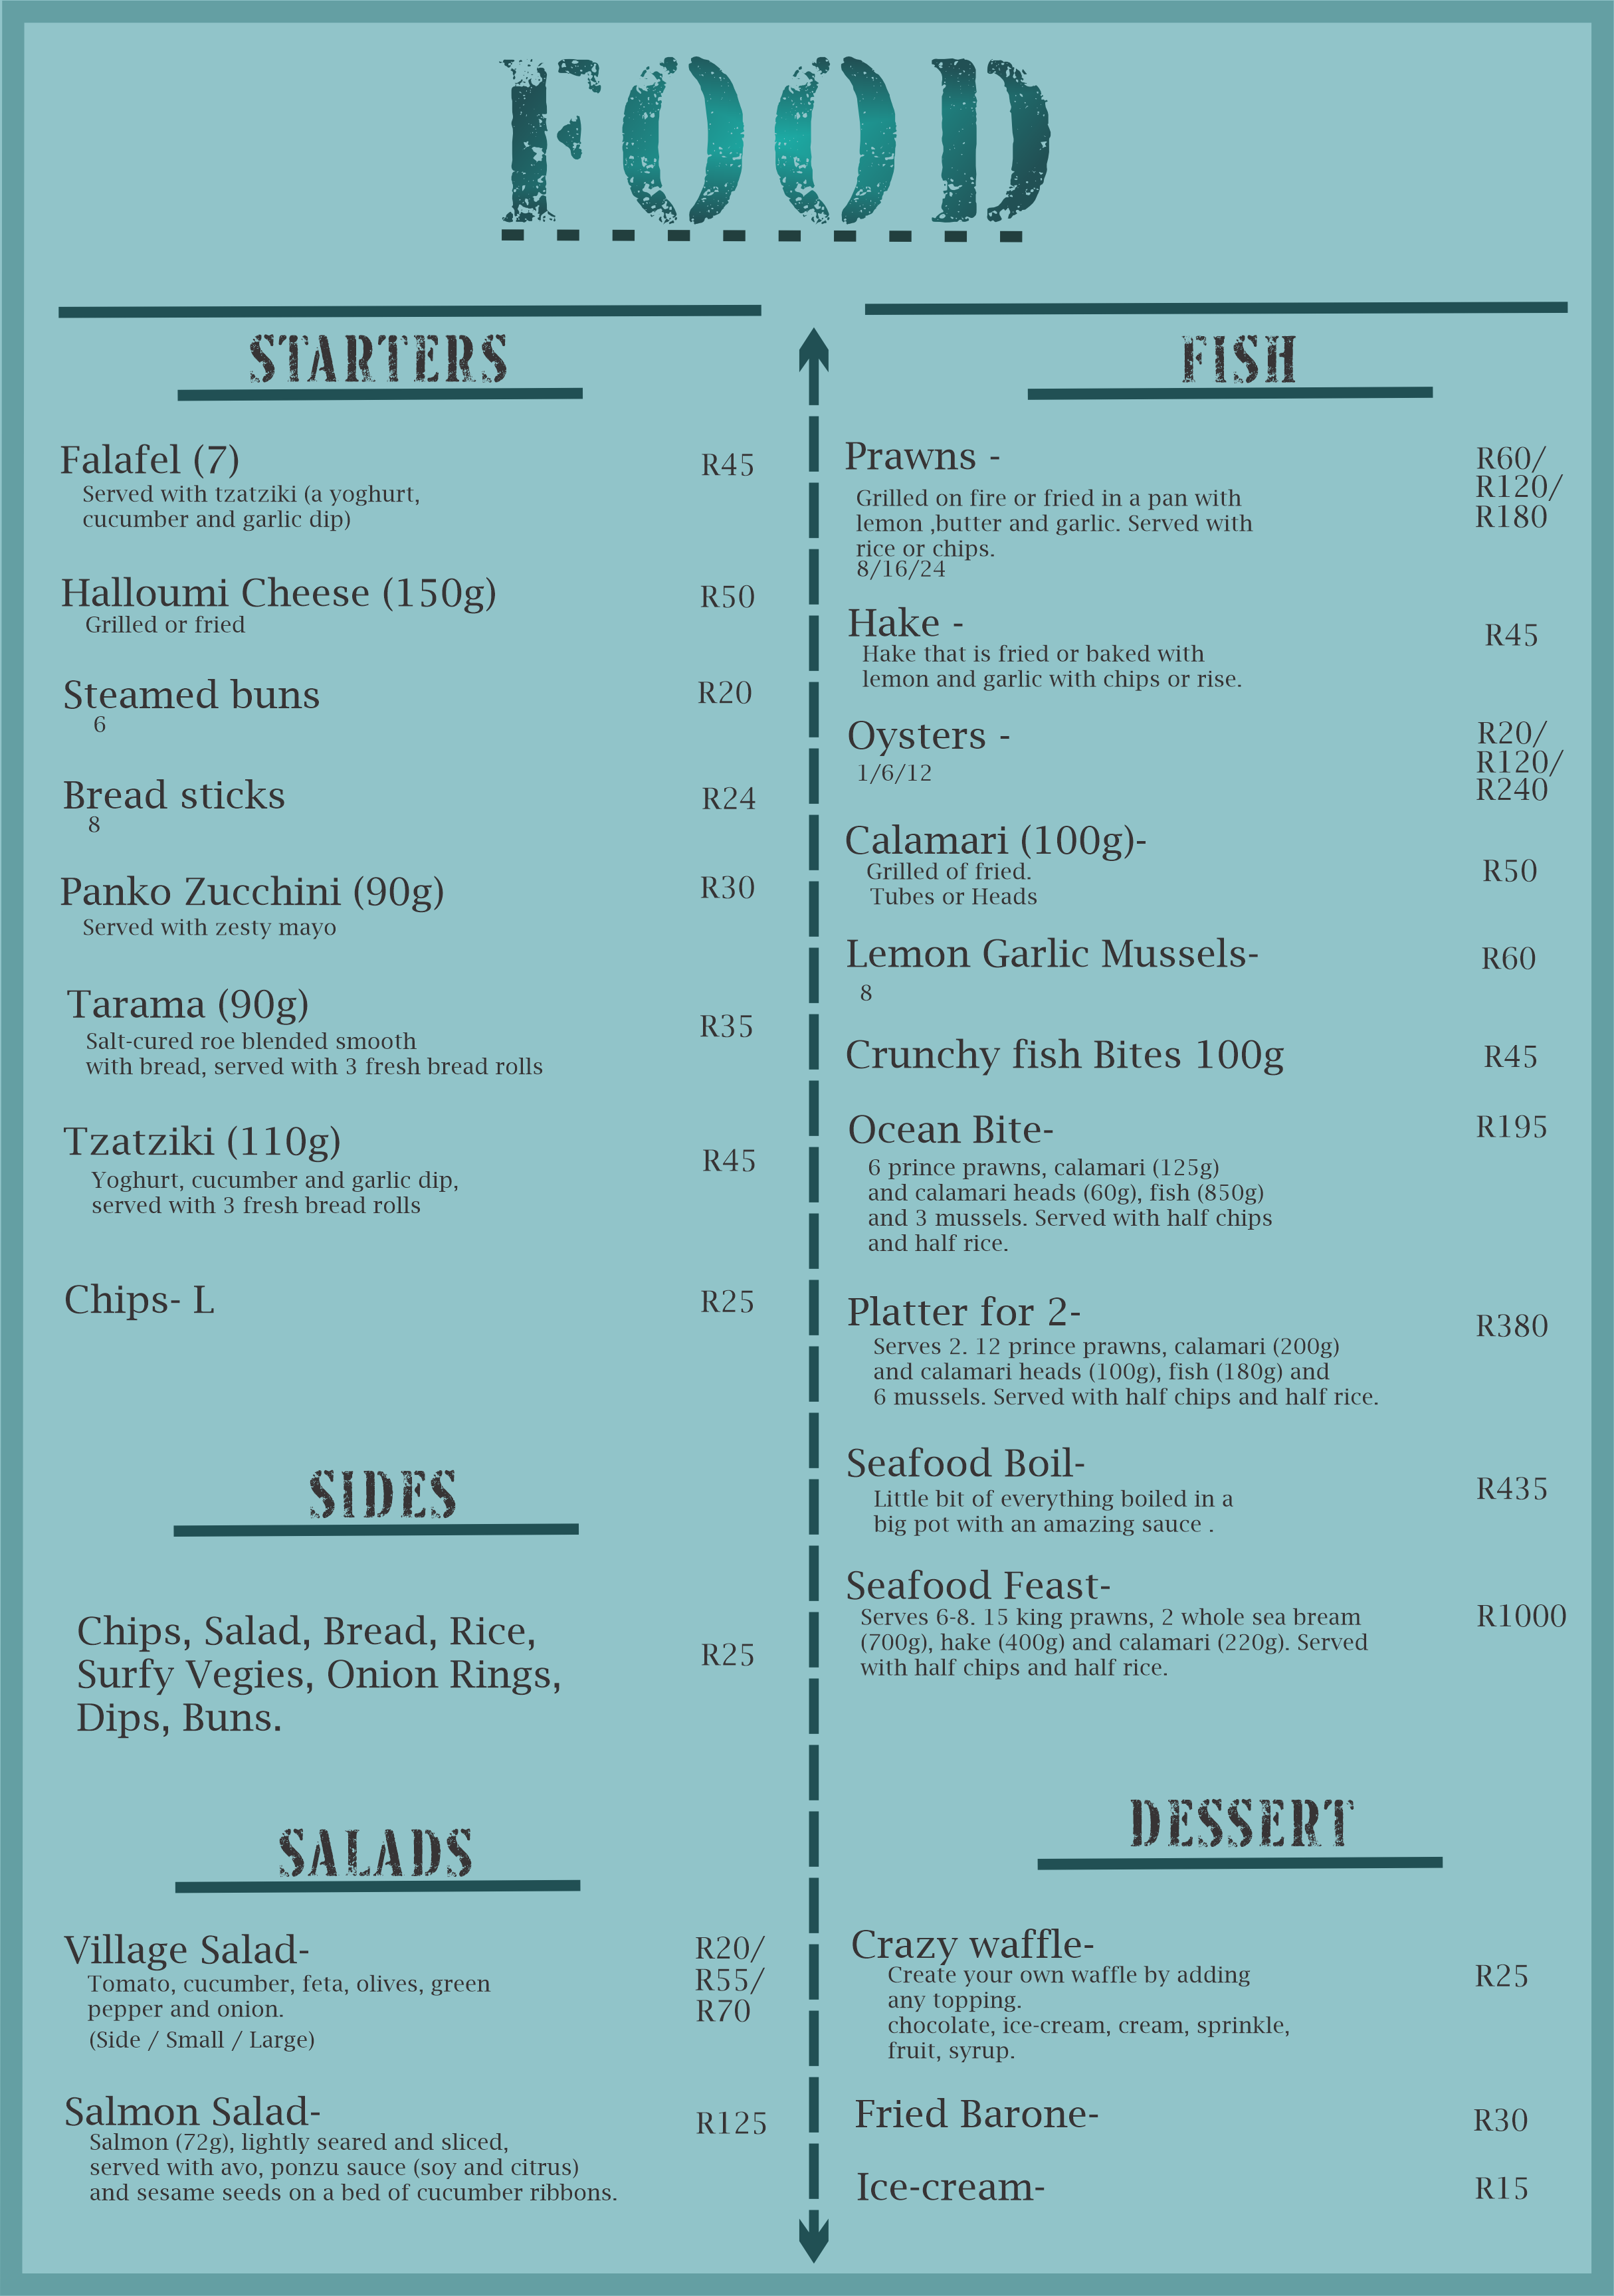 FOOD
STARTERS
Falafel (7)
R45
Served with tzatziki (a yoghurt,
cucumber and garlic dip)
Halloumi Cheese (150g)
R50
Grilled or fried
Steamed buns
R20
6
Bread sticks
R24
8
Panko Zucchini (90g)
R30
Served with zesty mayo
Tarama (90g)
R35
Salt-cured roe blended smooth
with bread, served with 3 fresh bread rolls
Tzatziki (110g)
R45
Yoghurt, cucumber and garlic dip,
served with 3 fresh bread rolls
Chips- L
R25
SIDES
Chips, Salad, Bread, Rice,
Surfy Vegies, Onion Rings,
Dips, Buns.
R25
SALADS
Village Salad-
R20/
R55/
R70
Tomato, cucumber, feta, olives, green
pepper and onion.
(Side / Small / Large)
Salmon Salad-
R125
Salmon (72g), lightly seared and sliced,
served with avo, ponzu sauce (soy and citrus)
and sesame seeds on a bed of cucumber ribbons.
FISH
Prawns -
R60/
R120/
R180
Grilled on fire or fried in a pan with
lemon ,butter and garlic. Served with
rice or chips.
8/16/24
Hake -
R45
Hake that is fried or baked with
lemon and garlic with chips or rise.
Oysters -
R20/
R120/
R240
1/6/12
Calamari (100g)-
R50
Grilled of fried.
Tubes or Heads
Lemon Garlic Mussels-
R60
8
Crunchy fish Bites 100g
R45
Ocean Bite-
R195
6 prince prawns, calamari (125g)
and calamari heads (60g), fish (850g)
and 3 mussels. Served with half chips
and half rice.
Platter for 2-
R380
Serves 2. 12 prince prawns, calamari (200g)
and calamari heads (100g), fish (180g) and
6 mussels. Served with half chips and half rice.
Seafood Boil-
R435
Little bit of everything boiled in a
big pot with an amazing sauce .
Seafood Feast-
R1000
Serves 6-8. 15 king prawns, 2 whole sea bream
(700g), hake (400g) and calamari (220g). Served
with half chips and half rice.
DESSERT
Crazy waffle-
R25
Create your own waffle by adding
any topping.
chocolate, ice-cream, cream, sprinkle,
fruit, syrup.
Fried Barone-
R30
Ice-cream-
R15